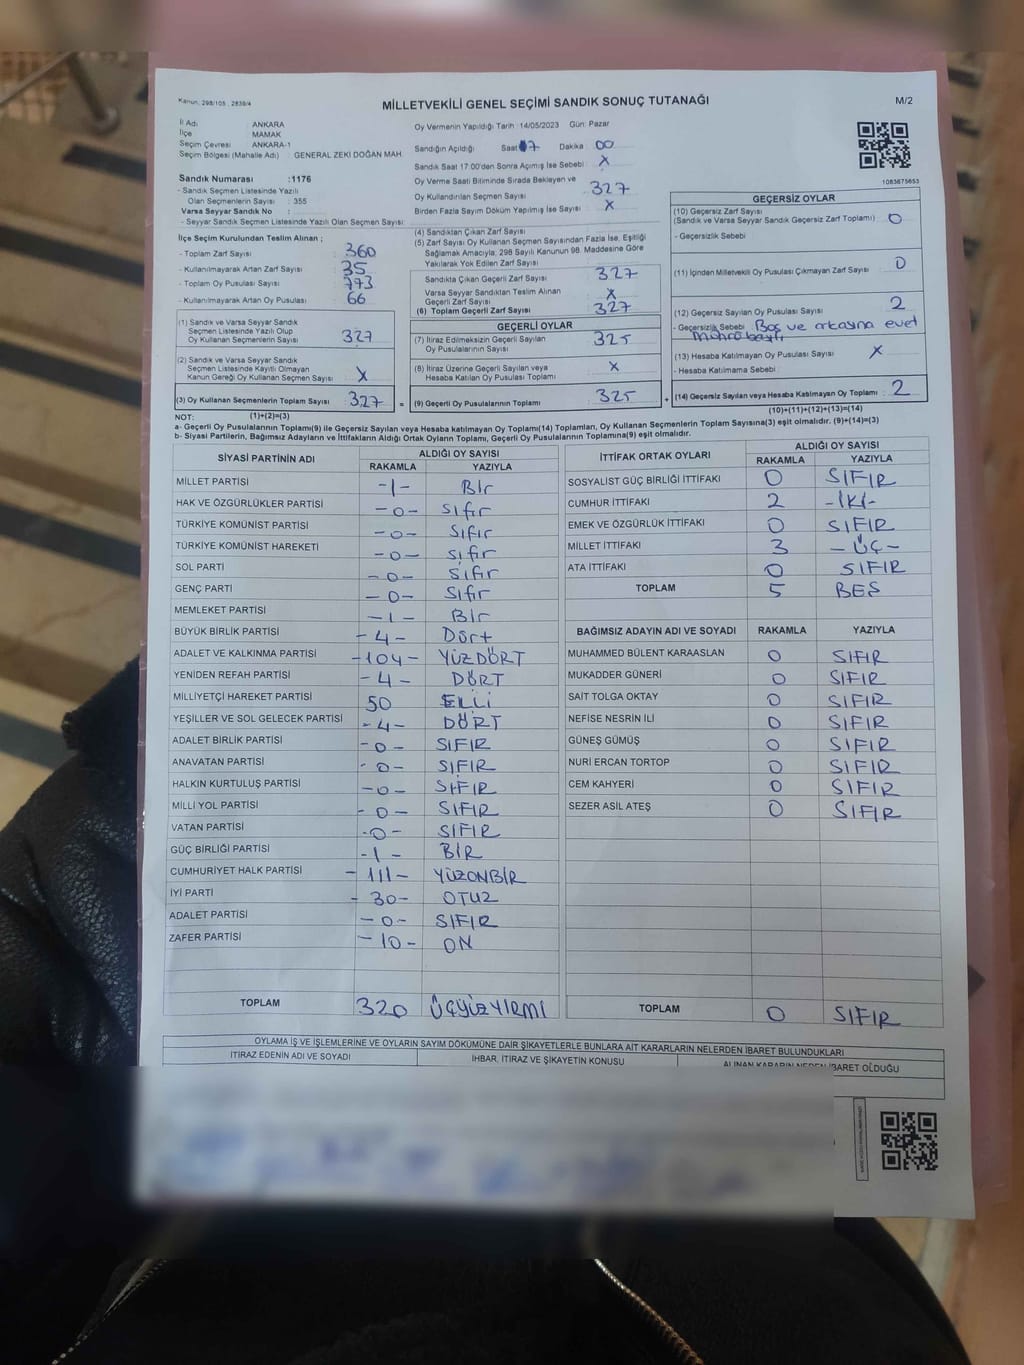 Kanun: 298/105, 2839/4
MİLLETVEKİLİ GENEL SEÇİMİ SANDIK SONUÇ TUTANAĞI
M/2
İl Adı ANKARA
İlçe MAMAK
Seçim Çevresi ANKARA-1
Seçim Bölgesi (Mahalle Adı) : GENERAL ZEKİ DOĞAN MAH.
Sandık Numarası :1176
- Sandık Seçmen Listesinde Yazılı
Olan Seçmenlerin Sayısı : 355
Varsa Seyyar Sandık No :
- Seyyar Sandık Seçmen Listesinde Yazılı Olan Seçmen Sayısı:
Oy Vermenin Yapıldığı Tarih :14/05/2023 Gün: Pazar
Sandığın Açıldığı Saat 7 Dakika 00
Sandık Saat 17:00'den Sonra Açılmış İse Sebebi X
Oy Verme Saati Bitiminde Sırada Bekleyen ve
Oy Kullandırılan Seçmen Sayısı 327
Birden Fazla Sayım Döküm Yapılmış İse Sayısı X
1083675653
İlçe Seçim Kurulundan Teslim Alınan ;
- Toplam Zarf Sayısı : 360
- Kullanılmayarak Artan Zarf Sayısı : 35
- Toplam Oy Pusulası Sayısı : 393
- Kullanılmayarak Artan Oy Pusulası : 66
(4) Sandıktan Çıkan Zarf Sayısı
(5) Zarf Sayısı Oy Kullanan Seçmen Sayısından Fazla İse, Eşitliği
Sağlamak Amacıyla; 298 Sayılı Kanunun 98. Maddesine Göre
Yakılarak Yok Edilen Zarf Sayısı
Sandıkta Çıkan Geçerli Zarf Sayısı 327
Varsa Seyyar Sandıktan Teslim Alınan
Geçerli Zarf Sayısı X
(6) Toplam Geçerli Zarf Sayısı 327
GEÇERSİZ OYLAR
(10) Geçersiz Zarf Sayısı
(Sandık ve Varsa Seyyar Sandık Geçersiz Zarf Toplamı) 0
- Geçersizlik Sebebi
(11) İçinden Milletvekili Oy Pusulası Çıkmayan Zarf Sayısı 0
(12) Geçersiz Sayılan Oy Pusulası Sayısı 2
- Geçersizlik Sebebi Boş ve arkasına evet
mührü basılı
(13) Hesaba Katılmayan Oy Pusulası Sayısı X
- Hesaba Katılmama Sebebi
(14) Geçersiz Sayılan veya Hesaba Katılmayan Oy Toplamı : 2
(10)+(11)+(12)+(13)=(14)
(1) Sandık ve Varsa Seyyar Sandık
Seçmen Listesinde Yazılı Olup
Oy Kullanan Seçmenlerin Sayısı 327
(2) Sandık ve Varsa Seyyar Sandık
Seçmen Listesinde Kayıtlı Olmayan
Kanun Gereği Oy Kullanan Seçmen Sayısı X
(3) Oy Kullanan Seçmenlerin Toplam Sayısı : 327
(1)+(2)=(3)
GEÇERLİ OYLAR
(7) İtiraz Edilmeksizin Geçerli Sayılan
Oy Pusulalarının Sayısı 325
(8) İtiraz Üzerine Geçerli Sayılan veya
Hesaba Katılan Oy Pusulası Toplamı X
= (9) Geçerli Oy Pusulalarının Toplamı 325 +
NOT:
a- Geçerli Oy Pusulalarının Toplamı(9) ile Geçersiz Sayılan veya Hesaba katılmayan Oy Toplamı(14) Toplamları, Oy Kullanan Seçmenlerin Toplam Sayısına(3) eşit olmalıdır. (9)+(14)=(3)
b- Siyasi Partilerin, Bağımsız Adayların ve İttifakların Aldığı Ortak Oyların Toplamı, Geçerli Oy Pusulalarının Toplamına(9) eşit olmalıdır.
SİYASİ PARTİNİN ADI ALDIĞI OY SAYISI
RAKAMLA YAZIYLA
MİLLET PARTİSİ -1- Bir
HAK VE ÖZGÜRLÜKLER PARTİSİ -0- Sıfır
TÜRKİYE KOMÜNİST PARTİSİ -0- Sıfır
TÜRKİYE KOMÜNİST HAREKETİ -0- Sıfır
SOL PARTİ -0- Sıfır
GENÇ PARTİ -0- Sıfır
MEMLEKET PARTİSİ -1- Bir
BÜYÜK BİRLİK PARTİSİ -4- Dört
ADALET VE KALKINMA PARTİSİ -104- YÜZDÖRT
YENİDEN REFAH PARTİSİ -4- DÖRT
MİLLİYETÇİ HAREKET PARTİSİ 50 ELLİ
YEŞİLLER VE SOL GELECEK PARTİSİ -4- DÖRT
ADALET BİRLİK PARTİSİ -0- SIFIR
ANAVATAN PARTİSİ -0- SIFIR
HALKIN KURTULUŞ PARTİSİ -0- SIFIR
MİLLİ YOL PARTİSİ -0- SIFIR
VATAN PARTİSİ -0- SIFIR
GÜÇ BİRLİĞİ PARTİSİ -1- BİR
CUMHURİYET HALK PARTİSİ -111- YÜZONBİR
İYİ PARTİ -30- OTUZ
ADALET PARTİSİ -0- SIFIR
ZAFER PARTİSİ -10- ON
TOPLAM 320 ÜÇYÜZYİRMİ
İTTİFAK ORTAK OYLARI ALDIĞI OY SAYISI
RAKAMLA YAZIYLA
SOSYALİST GÜÇ BİRLİĞİ İTTİFAKI 0 SIFIR
CUMHUR İTTİFAKI 2 -İKİ-
EMEK VE ÖZGÜRLÜK İTTİFAKI 0 SIFIR
MİLLET İTTİFAKI 3 -ÜÇ-
ATA İTTİFAKI 0 SIFIR
TOPLAM 5 BEŞ
BAĞIMSIZ ADAYIN ADI VE SOYADI RAKAMLA YAZIYLA
MUHAMMED BÜLENT KARAASLAN 0 SIFIR
MUKADDER GÜNERİ 0 SIFIR
SAİT TOLGA OKTAY 0 SIFIR
NEFİSE NESRİN İLİ 0 SIFIR
GÜNEŞ GÜMÜŞ 0 SIFIR
NURİ ERCAN TORTOP 0 SIFIR
CEM KAHYERİ 0 SIFIR
SEZER ASİL ATEŞ 0 SIFIR
TOPLAM 0 SIFIR
OYLAMA İŞ VE İŞLEMLERİNE VE OYLARIN SAYIM DÖKÜMÜNE DAİR ŞİKAYETLERLE BUNLARA AİT KARARLARIN NELERDEN İBARET BULUNDUKLARI
İTİRAZ EDENİN ADI VE SOYADI İHBAR, İTİRAZ VE ŞİKAYETİN KONUSU ALINAN KARARIN NEDEN İBARET OLDUĞU